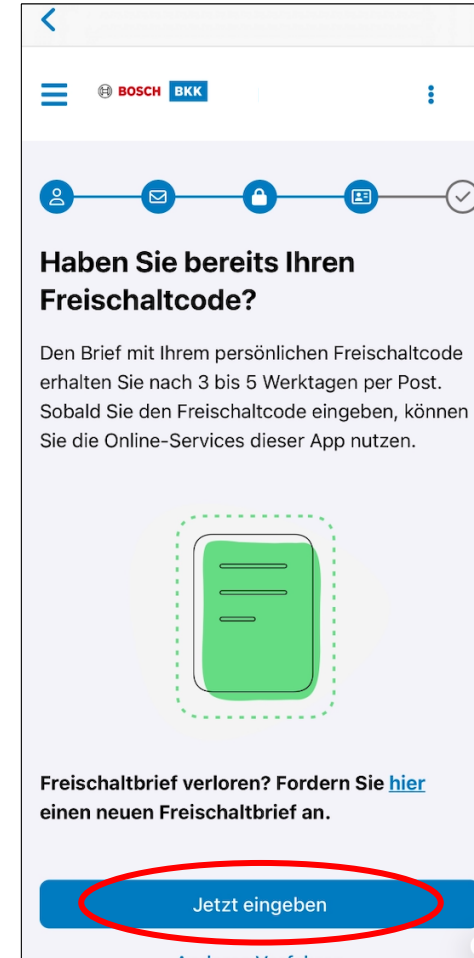 BOSCH BKK
Haben Sie bereits Ihren
Freischaltcode?
Den Brief mit Ihrem persönlichen Freischaltcode
erhalten Sie nach 3 bis 5 Werktagen per Post.
Sobald Sie den Freischaltcode eingeben, können
Sie die Online-Services dieser App nutzen.
Freischaltbrief verloren? Fordern Sie hier
einen neuen Freischaltbrief an.
Jetzt eingeben